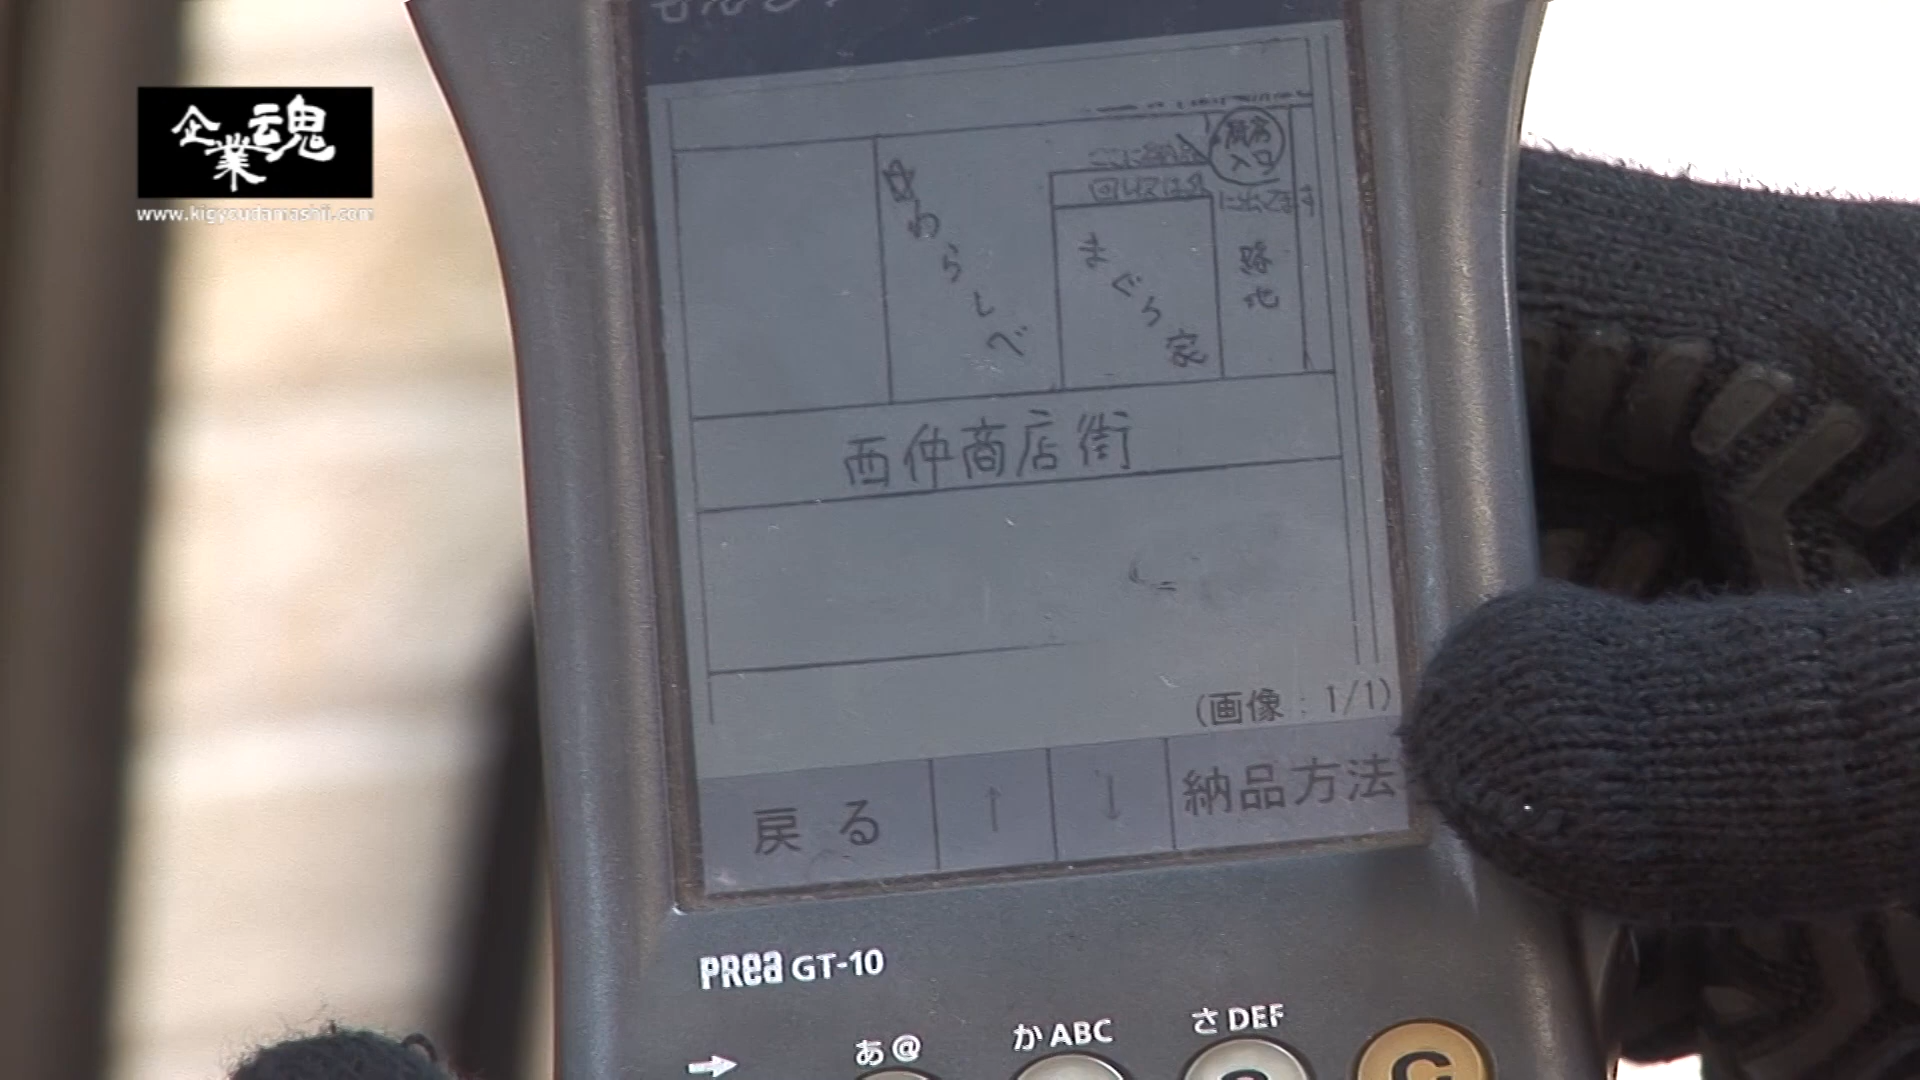 企業魂
www.kigyoudamashii.com
入口
わらしべ
まぐろ家
路地
西仲商店街
(画像:1/1)
戻る
↑
↓
納品方法
PRea GT-10
→
あ@
かABC
さDEF
C